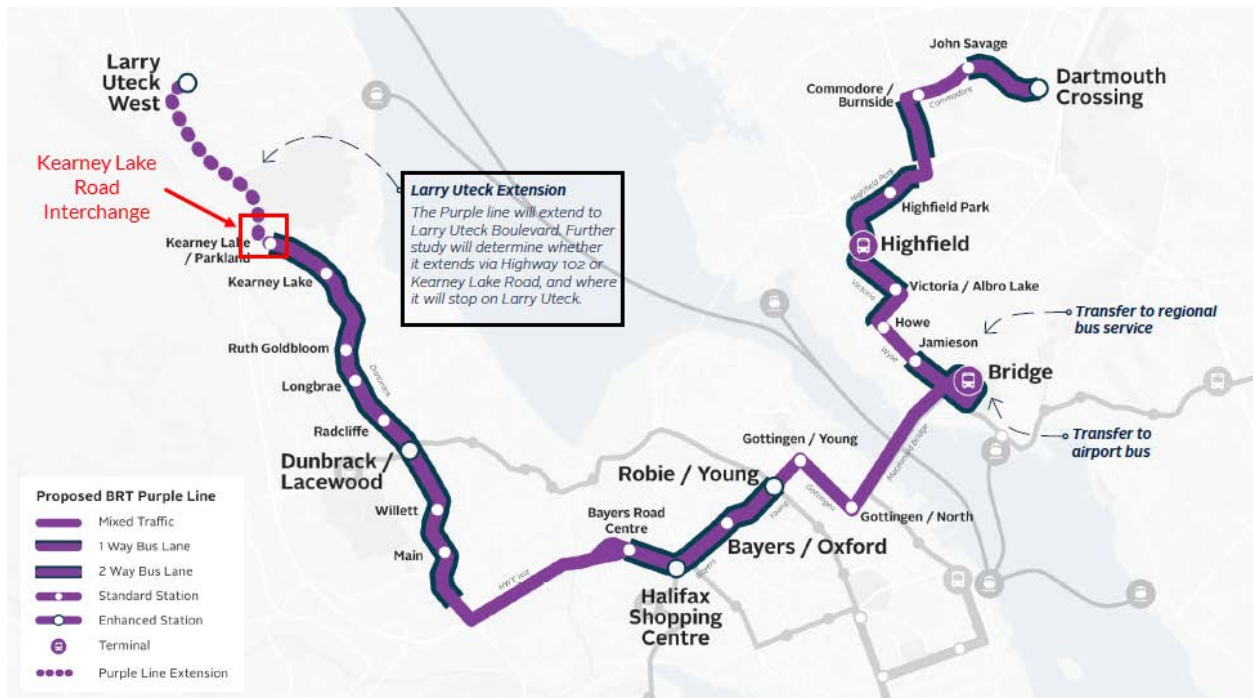 Larry
Uteck
West
Kearney Lake
Road
Interchange
Kearney Lake
/ Parkland
Larry Uteck Extension
The Purple line will extend to
Larry Uteck Boulevard. Further
study will determine whether
it extends via Highway 102 or
Kearney Lake Road, and where
it will stop on Larry Uteck.
Kearney Lake
Ruth Goldbloom
Longbrae
Dunbrack
Radcliffe
Dunbrack /
Lacewood
Willett
Main
HWY 102
Bayers Road
Centre
Halifax
Shopping
Centre
Bayers
Bayers / Oxford
Robie / Young
Young
Gottingen / Young
Gottingen
Gottingen / North
Macdonald Bridge
Bridge
Jamieson
Wyse
Howe
Victoria / Albro Lake
Victoria
Highfield
Highfield Park
Highfield Park
Commodore /
Burnside
Commodore
John Savage
Dartmouth
Crossing
Transfer to regional
bus service
Transfer to
airport bus
Proposed BRT Purple Line
Mixed Traffic
1 Way Bus Lane
2 Way Bus Lane
Standard Station
Enhanced Station
Terminal
Purple Line Extension